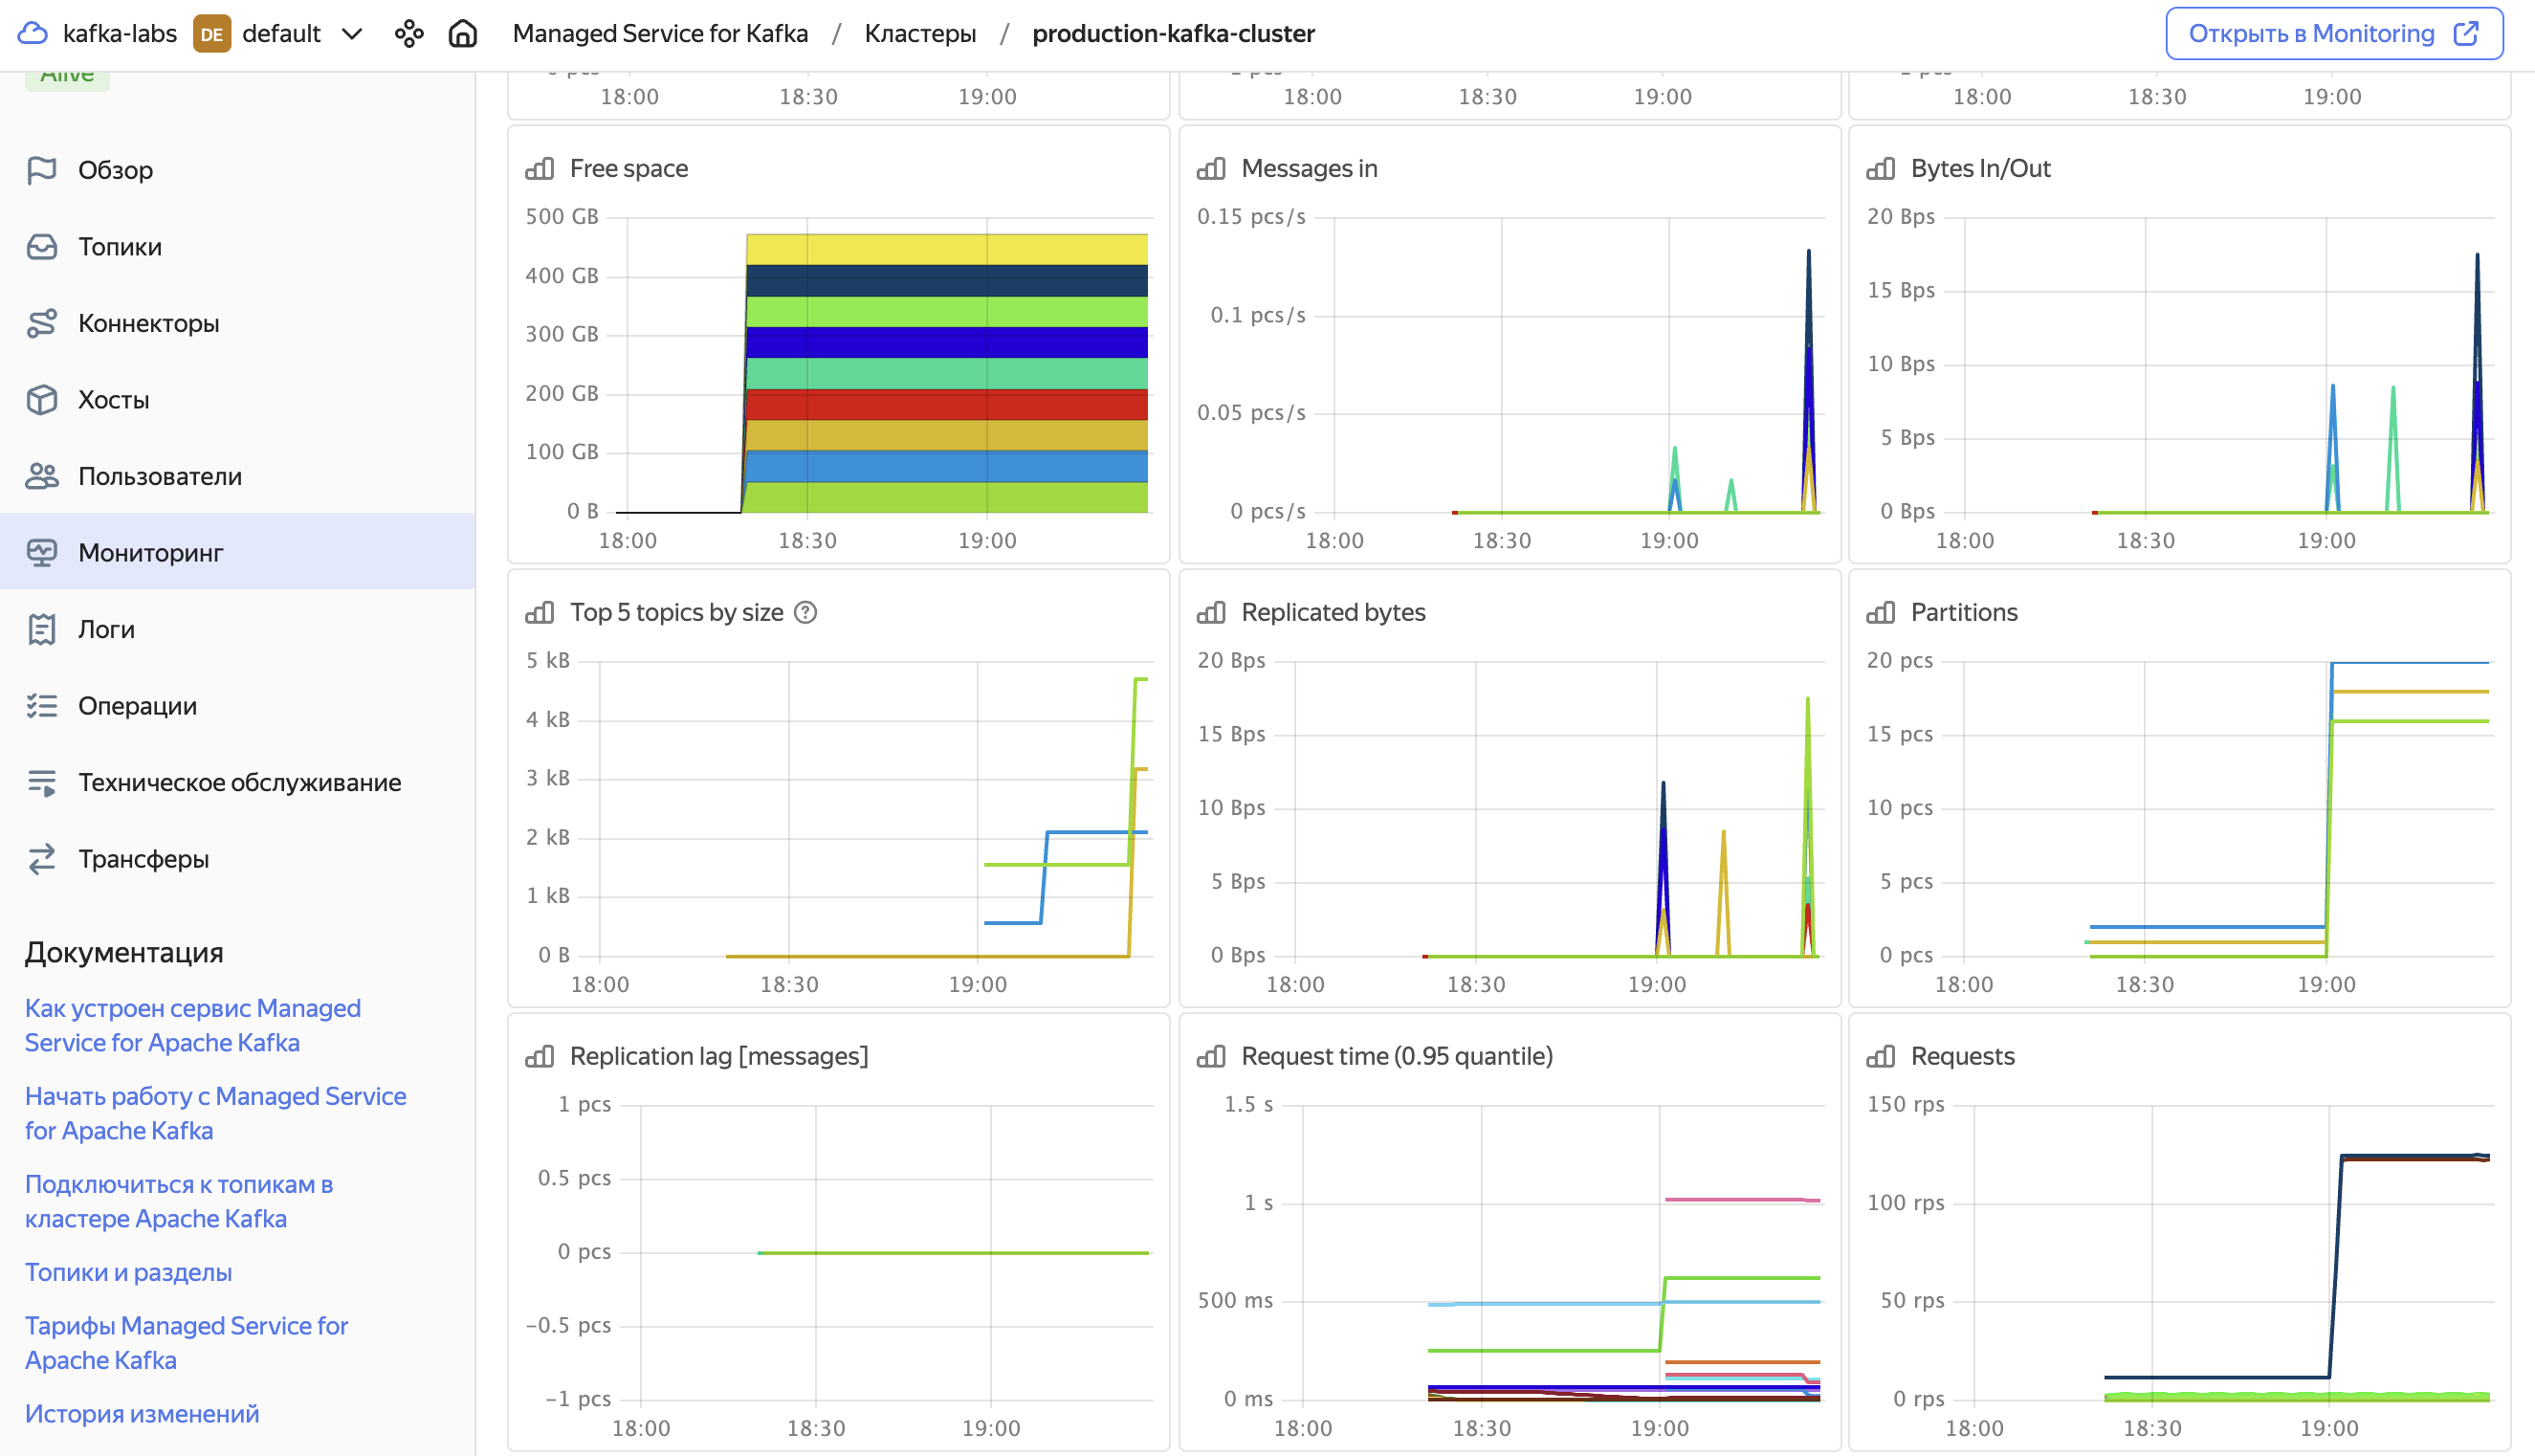 kafka-labs DE default Managed Service for Kafka / Кластеры / production-kafka-cluster Открыть в Monitoring
Alive
Обзор
Топики
Коннекторы
Хосты
Пользователи
Мониторинг
Логи
Операции
Техническое обслуживание
Трансферы
Документация
Как устроен сервис Managed
Service for Apache Kafka
Начать работу с Managed Service
for Apache Kafka
Подключиться к топикам в
кластере Apache Kafka
Топики и разделы
Тарифы Managed Service for
Apache Kafka
История изменений
0 pcs
18:00 18:30 19:00
-1 pcs
18:00 18:30 19:00
-1 pcs
18:00 18:30 19:00
Free space
500 GB
400 GB
300 GB
200 GB
100 GB
0 B
18:00 18:30 19:00
Messages in
0.15 pcs/s
0.1 pcs/s
0.05 pcs/s
0 pcs/s
18:00 18:30 19:00
Bytes In/Out
20 Bps
15 Bps
10 Bps
5 Bps
0 Bps
18:00 18:30 19:00
Top 5 topics by size ?
5 kB
4 kB
3 kB
2 kB
1 kB
0 B
18:00 18:30 19:00
Replicated bytes
20 Bps
15 Bps
10 Bps
5 Bps
0 Bps
18:00 18:30 19:00
Partitions
20 pcs
15 pcs
10 pcs
5 pcs
0 pcs
18:00 18:30 19:00
Replication lag [messages]
1 pcs
0.5 pcs
0 pcs
−0.5 pcs
−1 pcs
18:00 18:30 19:00
Request time (0.95 quantile)
1.5 s
1 s
500 ms
0 ms
18:00 18:30 19:00
Requests
150 rps
100 rps
50 rps
0 rps
18:00 18:30 19:00